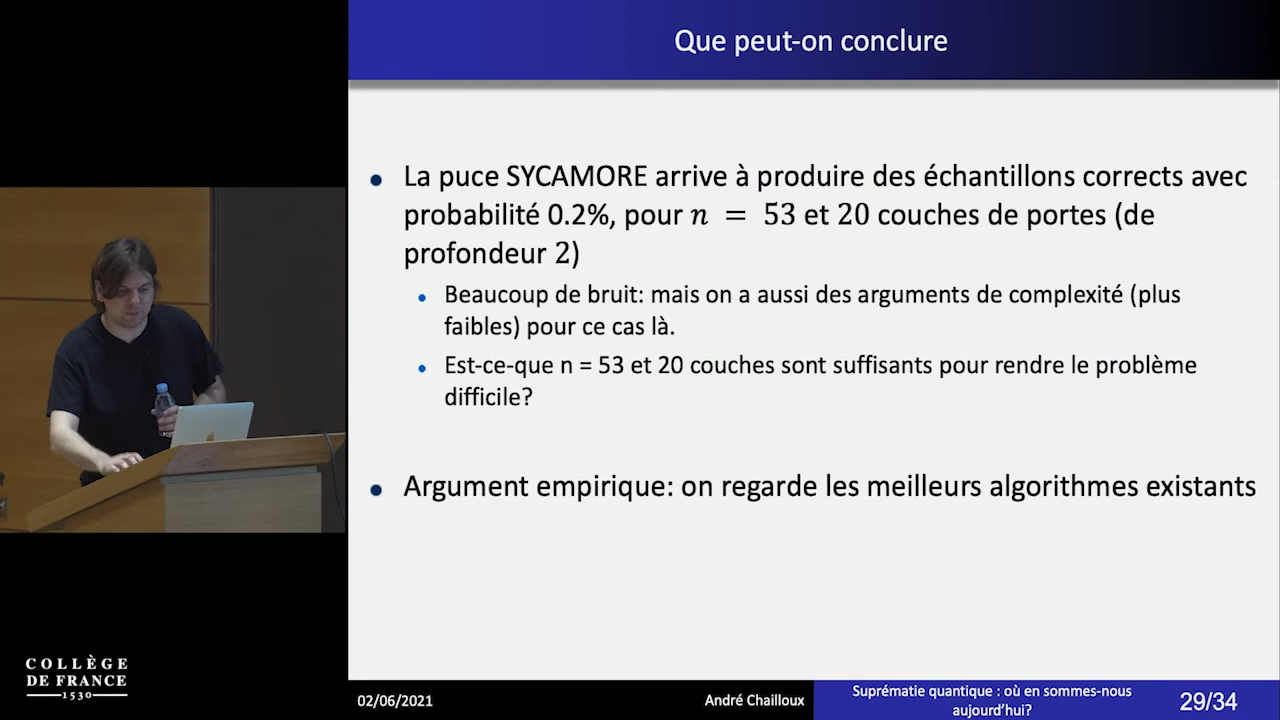 Que peut-on conclure
La puce SYCAMORE arrive à produire des échantillons corrects avec
probabilité 0.2%, pour n = 53 et 20 couches de portes (de
profondeur 2)
Beaucoup de bruit: mais on a aussi des arguments de complexité (plus
faibles) pour ce cas là.
Est-ce-que n = 53 et 20 couches sont suffisants pour rendre le problème
difficile?
Argument empirique: on regarde les meilleurs algorithmes existants
COLLÈGE
DE FRANCE
1530
02/06/2021
André Chailloux
Suprématie quantique : où en sommes-nous
aujourd'hui?
29/34